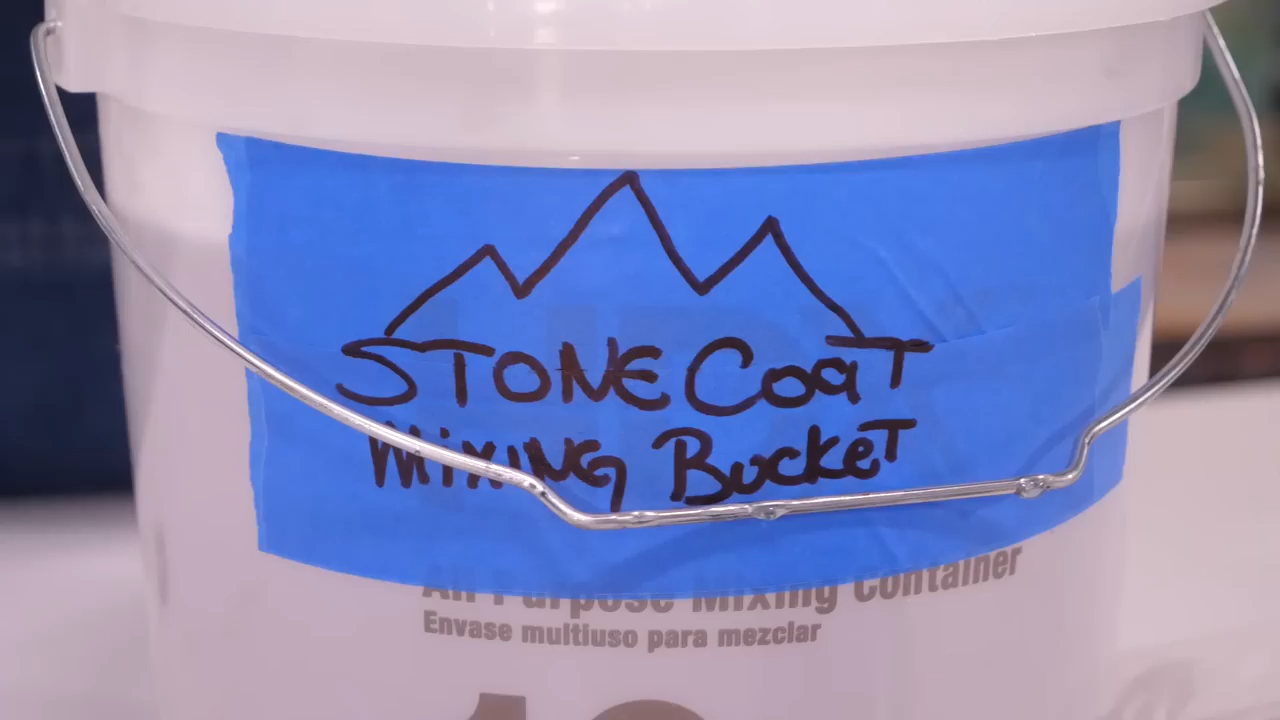 STONE COAT
MIXING BUCKET
All Purpose Mixing Container
Envase multiuso para mezclar